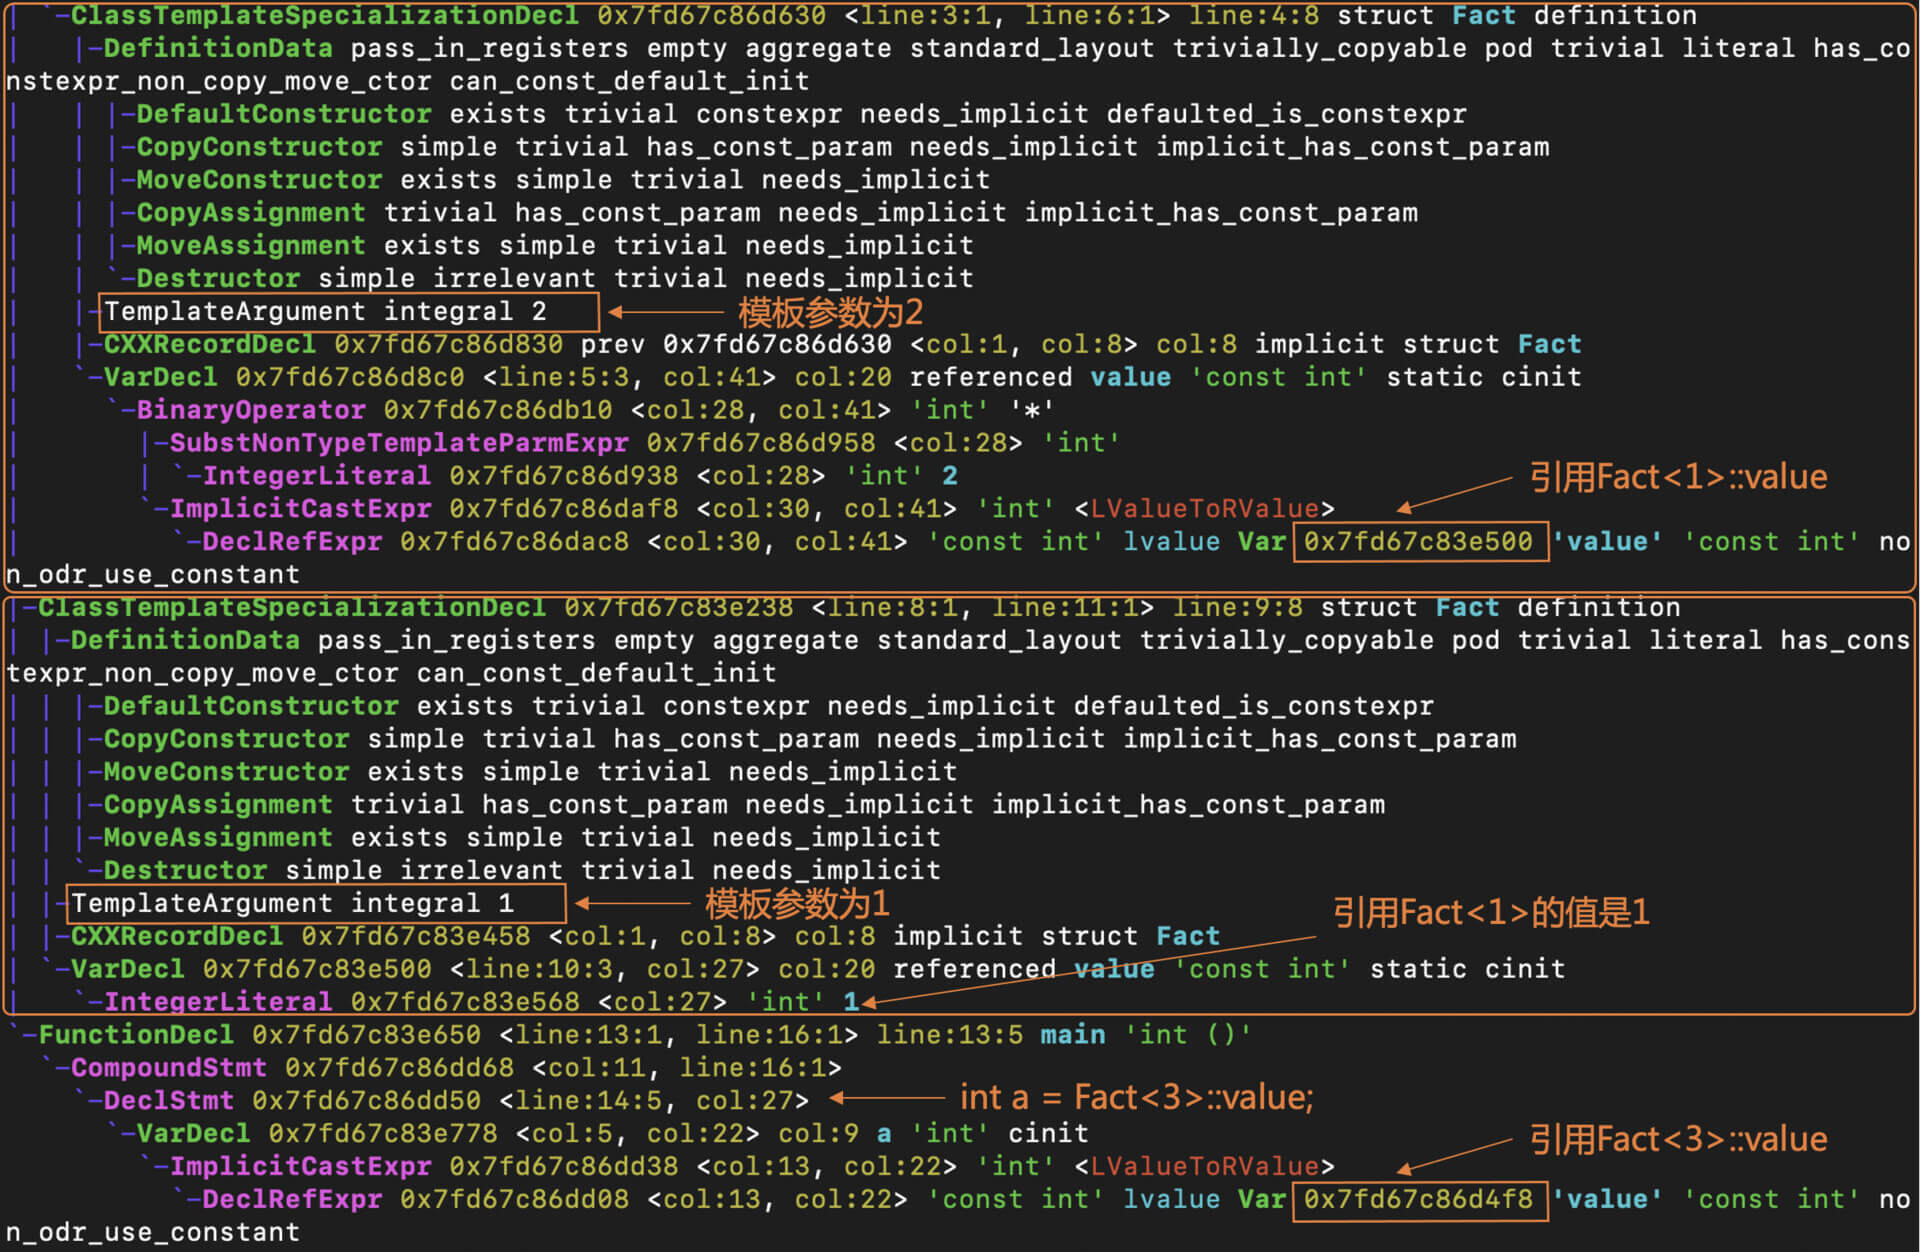 `-ClassTemplateSpecializationDecl 0x7fd67c86d630 <line:3:1, line:6:1> line:4:8 struct Fact definition
| |-DefinitionData pass_in_registers empty aggregate standard_layout trivially_copyable pod trivial literal has_co
nstexpr_non_copy_move_ctor can_const_default_init
| | |-DefaultConstructor exists trivial constexpr needs_implicit defaulted_is_constexpr
| | |-CopyConstructor simple trivial has_const_param needs_implicit implicit_has_const_param
| | |-MoveConstructor exists simple trivial needs_implicit
| | |-CopyAssignment trivial has_const_param needs_implicit implicit_has_const_param
| | |-MoveAssignment exists simple trivial needs_implicit
| | `-Destructor simple irrelevant trivial needs_implicit
| |-TemplateArgument integral 2 模板参数为2
| |-CXXRecordDecl 0x7fd67c86d830 prev 0x7fd67c86d630 <col:1, col:8> col:8 implicit struct Fact
| `-VarDecl 0x7fd67c86d8c0 <line:5:3, col:41> col:20 referenced value 'const int' static cinit
| `-BinaryOperator 0x7fd67c86db10 <col:28, col:41> 'int' '*'
| |-SubstNonTypeTemplateParmExpr 0x7fd67c86d958 <col:28> 'int'
| | `-IntegerLiteral 0x7fd67c86d938 <col:28> 'int' 2
引用Fact<1>::value
| `-ImplicitCastExpr 0x7fd67c86daf8 <col:30, col:41> 'int' <LValueToRValue>
| `-DeclRefExpr 0x7fd67c86dac8 <col:30, col:41> 'const int' lvalue Var 0x7fd67c83e500 'value' 'const int' no
n_odr_use_constant
|-ClassTemplateSpecializationDecl 0x7fd67c83e238 <line:8:1, line:11:1> line:9:8 struct Fact definition
| |-DefinitionData pass_in_registers empty aggregate standard_layout trivially_copyable pod trivial literal has_cons
texpr_non_copy_move_ctor can_const_default_init
| | |-DefaultConstructor exists trivial constexpr needs_implicit defaulted_is_constexpr
| | |-CopyConstructor simple trivial has_const_param needs_implicit implicit_has_const_param
| | |-MoveConstructor exists simple trivial needs_implicit
| | |-CopyAssignment trivial has_const_param needs_implicit implicit_has_const_param
| | |-MoveAssignment exists simple trivial needs_implicit
| | `-Destructor simple irrelevant trivial needs_implicit
| |-TemplateArgument integral 1 模板参数为1
引用Fact<1>的值是1
| |-CXXRecordDecl 0x7fd67c83e458 <col:1, col:8> col:8 implicit struct Fact
| `-VarDecl 0x7fd67c83e500 <line:10:3, col:27> col:20 referenced value 'const int' static cinit
| `-IntegerLiteral 0x7fd67c83e568 <col:27> 'int' 1
`-FunctionDecl 0x7fd67c83e650 <line:13:1, line:16:1> line:13:5 main 'int ()'
`-CompoundStmt 0x7fd67c86dd68 <col:11, line:16:1>
`-DeclStmt 0x7fd67c86dd50 <line:14:5, col:27> int a = Fact<3>::value;
`-VarDecl 0x7fd67c83e778 <col:5, col:22> col:9 a 'int' cinit
引用Fact<3>::value
`-ImplicitCastExpr 0x7fd67c86dd38 <col:13, col:22> 'int' <LValueToRValue>
`-DeclRefExpr 0x7fd67c86dd08 <col:13, col:22> 'const int' lvalue Var 0x7fd67c86d4f8 'value' 'const int' no
n_odr_use_constant